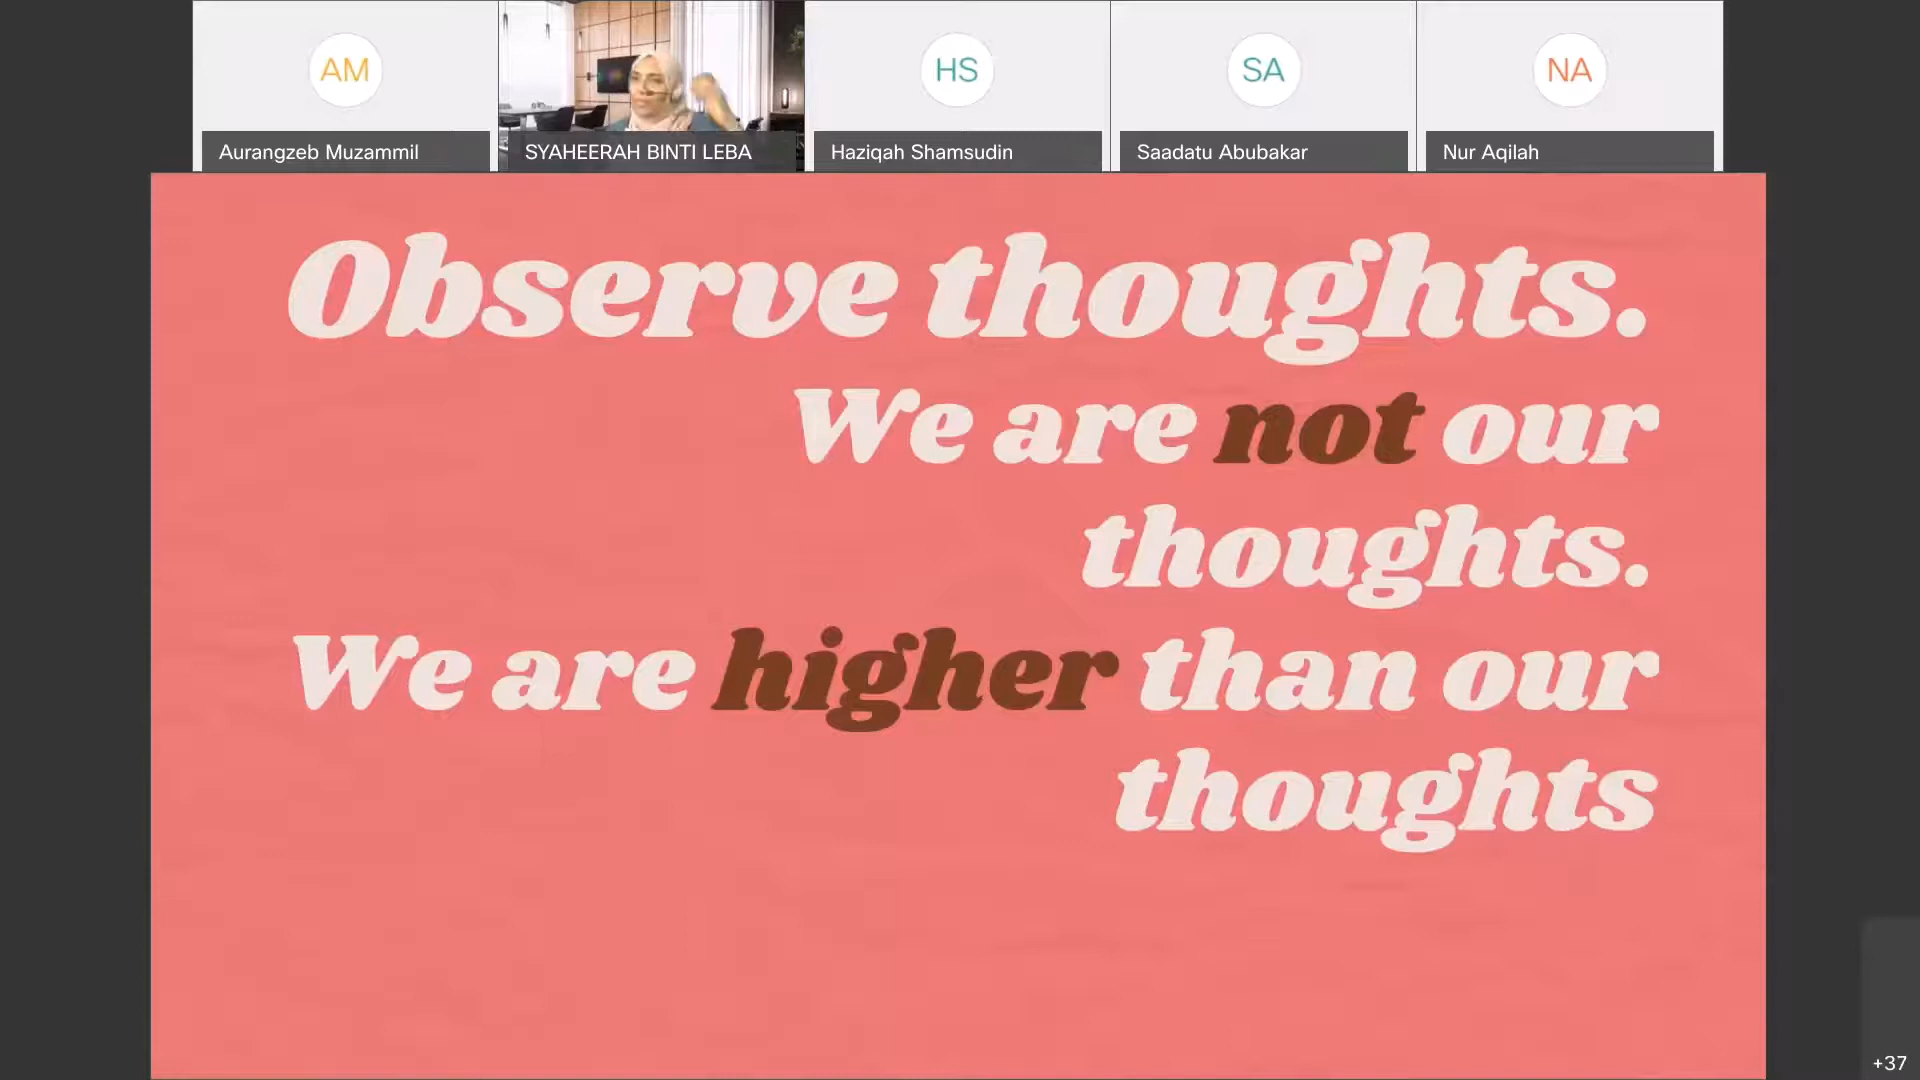 AM
Aurangzeb Muzammil
SYAHEERAH BINTI LEBA
HS
Haziqah Shamsudin
SA
Saadatu Abubakar
NA
Nur Aqilah
Observe thoughts.
We are not our
thoughts.
We are higher than our
thoughts
+37